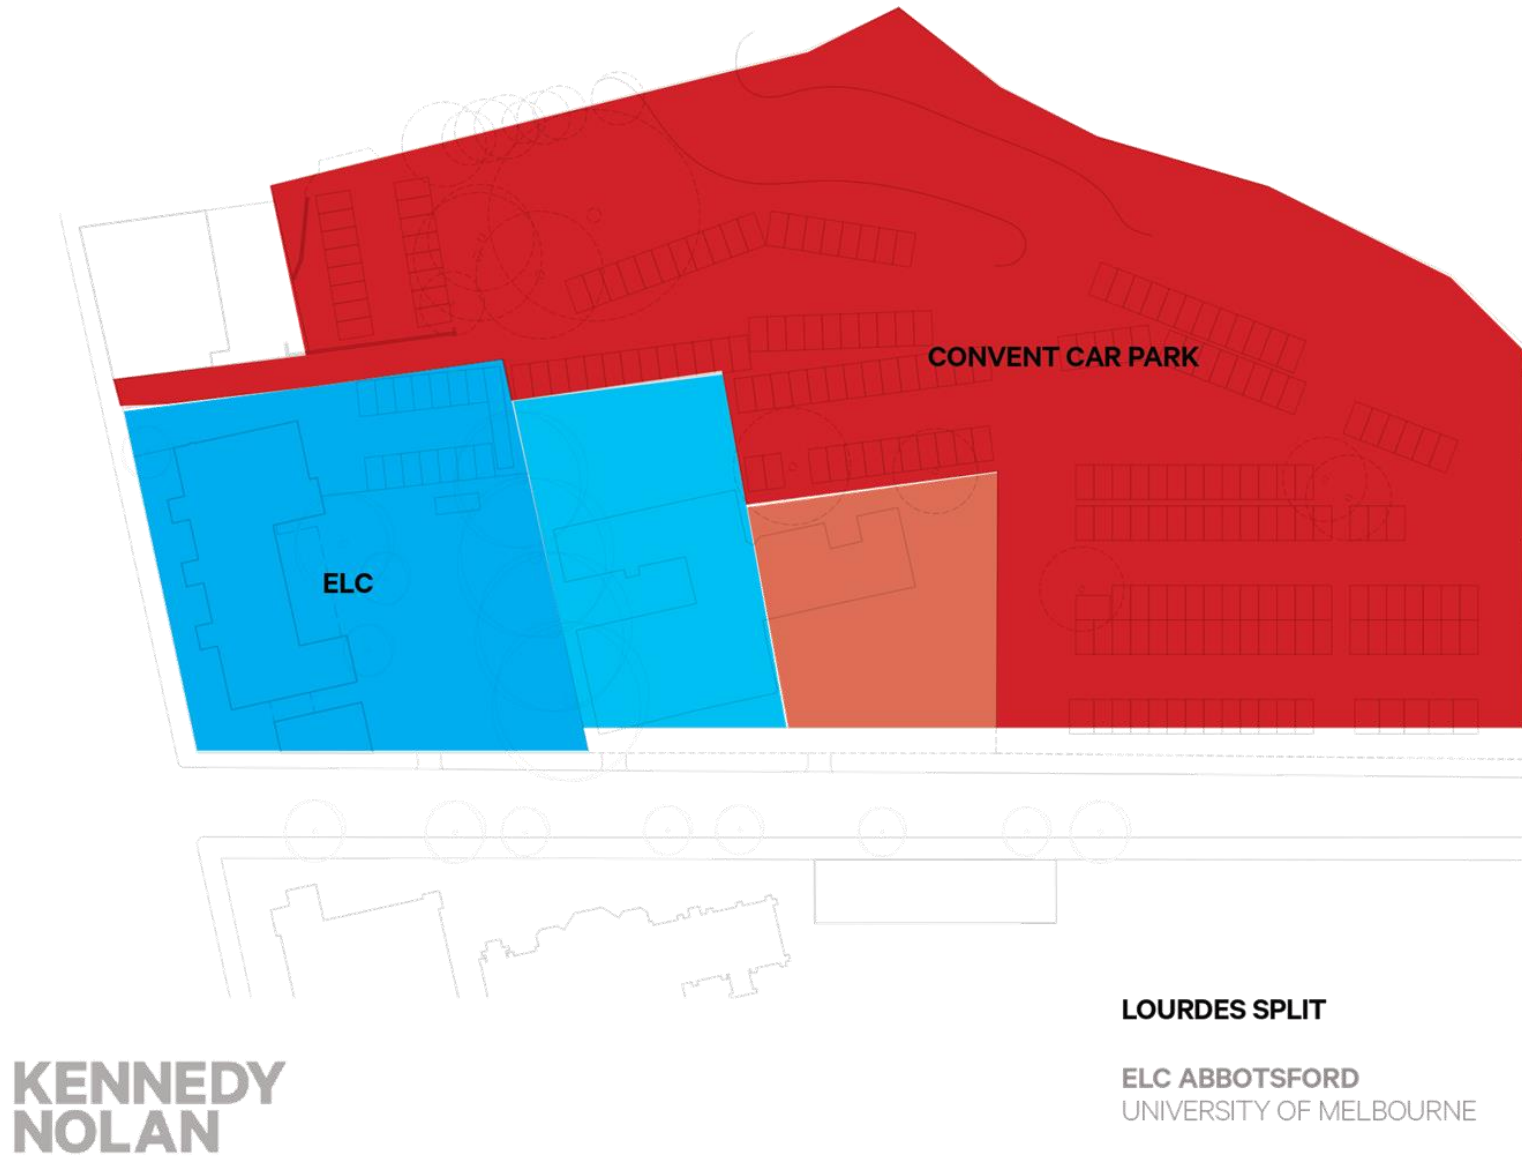 CONVENT CAR PARK
ELC
LOURDES SPLIT
ELC ABBOTSFORD
UNIVERSITY OF MELBOURNE
KENNEDY
NOLAN